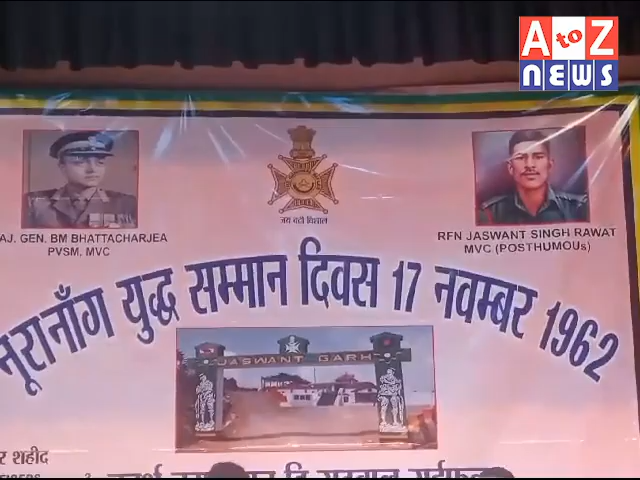 A to Z
NEWS
जय बद्री विशाल
AJ. GEN. BM BHATTACHARJEA
PVSM, MVC
RFN JASWANT SINGH RAWAT
MVC (POSTHUMOUs)
नूरानाँग युद्ध सम्मान दिवस 17 नवम्बर 1962
JASWANT GARH
र शहीद